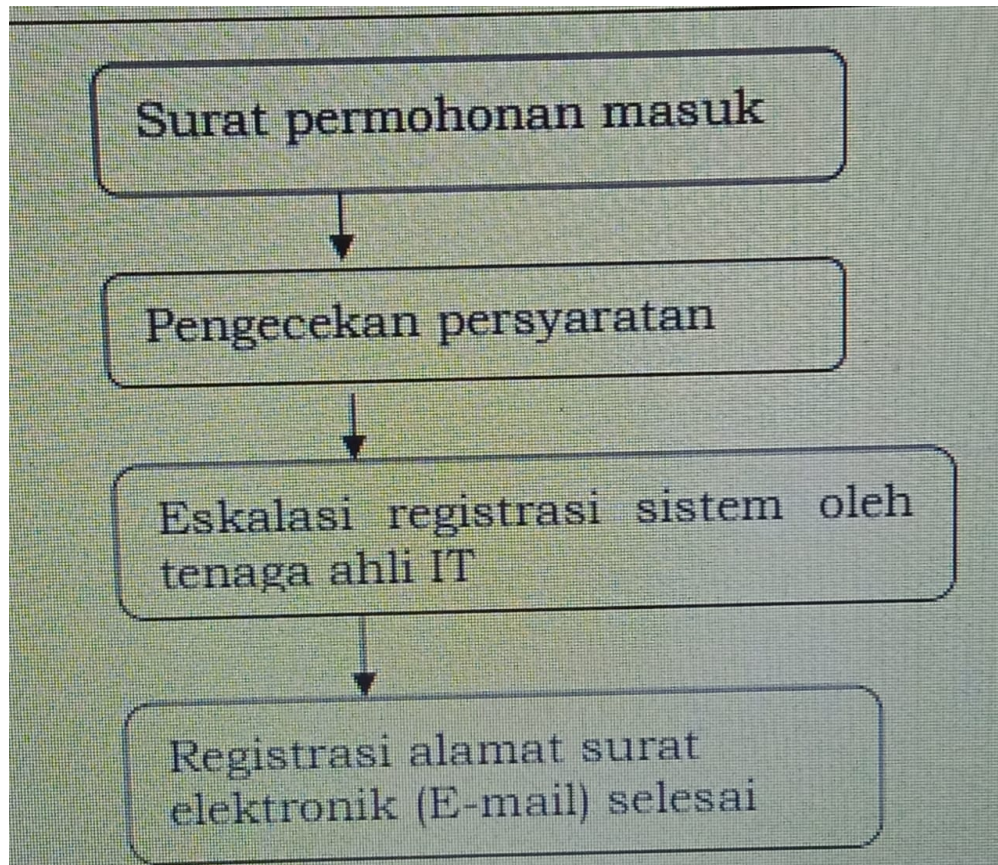 Surat permohonan masuk
Pengecekan persyaratan
Eskalasi registrasi sistem oleh
tenaga ahli IT
Registrasi alamat surat
elektronik (E-mail) selesai